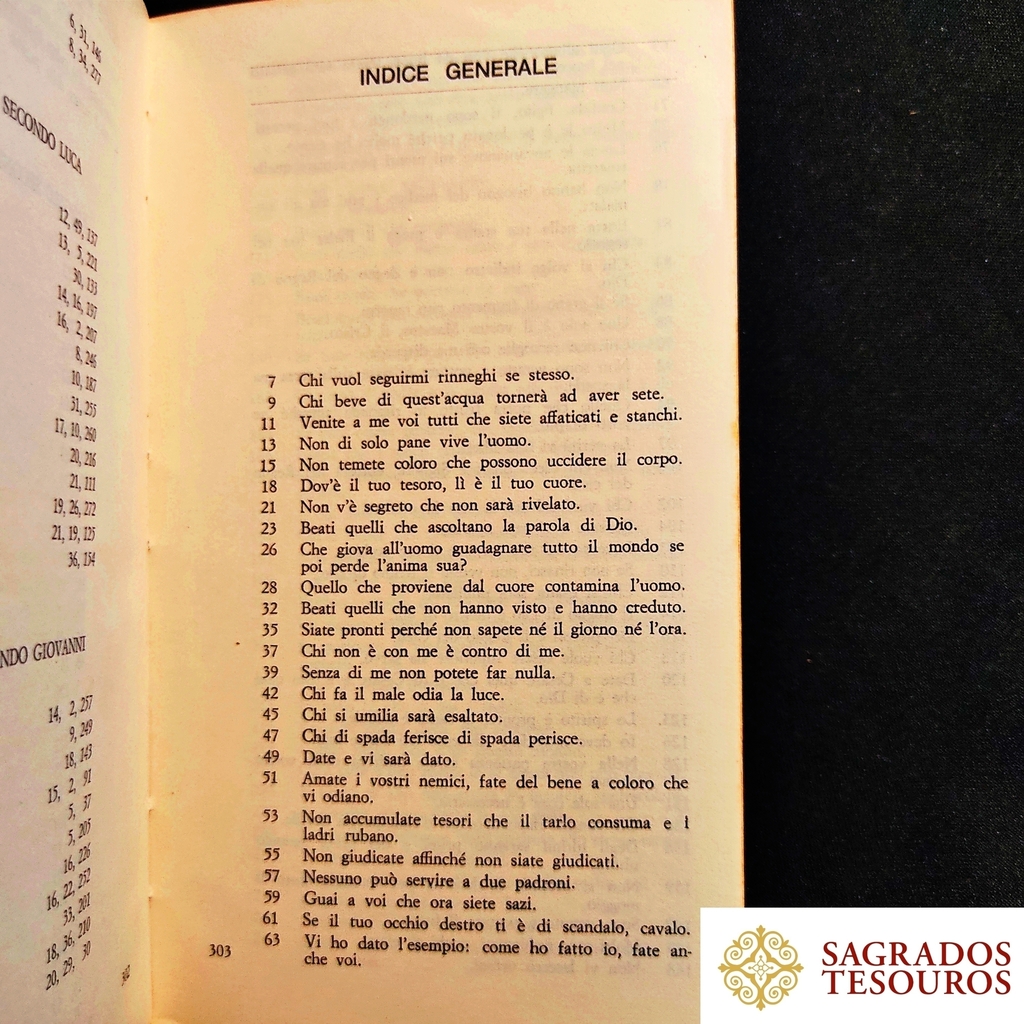 6, 31, 146
8, 34, 277
SECONDO LUCA
12, 49, 137
13, 5, 221
30, 133
14, 16, 197
16, 2, 207
8, 246
10, 187
31, 255
17, 10, 260
20, 216
21, 111
19, 26, 272
21, 19, 125
36, 154
NDO GIOVANNI
14, 2, 257
9, 249
18, 143
15, 2, 91
5, 37
5, 205
16, 226
16, 22, 252
33, 201
18, 36, 210
20, 29, 30
302
INDICE GENERALE
7 Chi vuol seguirmi rinneghi se stesso.
9 Chi beve di quest'acqua tornerà ad aver sete.
11 Venite a me voi tutti che siete affaticati e stanchi.
13 Non di solo pane vive l'uomo.
15 Non temete coloro che possono uccidere il corpo.
18 Dov'è il tuo tesoro, lì è il tuo cuore.
21 Non v'è segreto che non sarà rivelato.
23 Beati quelli che ascoltano la parola di Dio.
26 Che giova all'uomo guadagnare tutto il mondo se
poi perde l'anima sua?
28 Quello che proviene dal cuore contamina l'uomo.
32 Beati quelli che non hanno visto e hanno creduto.
35 Siate pronti perché non sapete né il giorno né l'ora.
37 Chi non è con me è contro di me.
39 Senza di me non potete far nulla.
42 Chi fa il male odia la luce.
45 Chi si umilia sarà esaltato.
47 Chi di spada ferisce di spada perisce.
49 Date e vi sarà dato.
51 Amate i vostri nemici, fate del bene a coloro che
vi odiano.
53 Non accumulate tesori che il tarlo consuma e i
ladri rubano.
55 Non giudicate affinché non siate giudicati.
57 Nessuno può servire a due padroni.
59 Guai a voi che ora siete sazi.
61 Se il tuo occhio destro ti è di scandalo, cavalo.
63 Vi ho dato l'esempio: come ho fatto io, fate an-
che voi.
303
SAGRADOS
TESOUROS